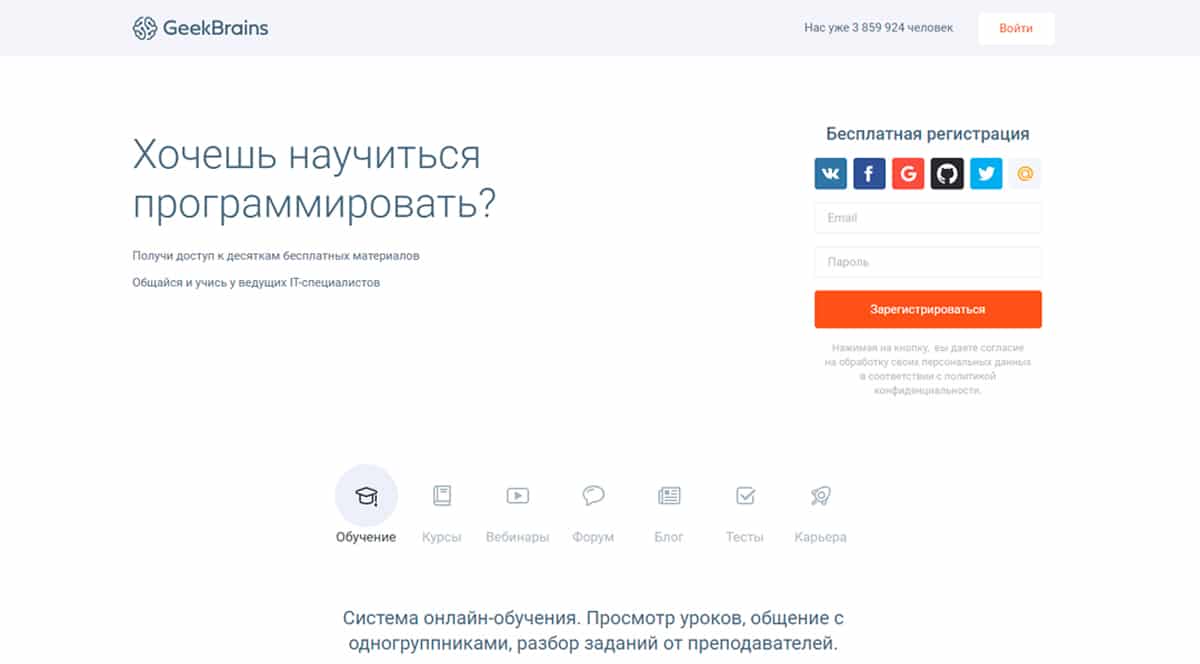 GeekBrains
Нас уже 3 859 924 человек
Войти
Хочешь научиться
программировать?
Получи доступ к десяткам бесплатных материалов
Общайся и учись у ведущих IT-специалистов
Бесплатная регистрация
Email
Пароль
Зарегистрироваться
Нажимая на кнопку, вы даете согласие
на обработку своих персональных данных
в соответствии с политикой
конфиденциальности.
Обучение
Курсы
Вебинары
Форум
Блог
Тесты
Карьера
Система онлайн-обучения. Просмотр уроков, общение с
одногруппниками, разбор заданий от преподавателей.